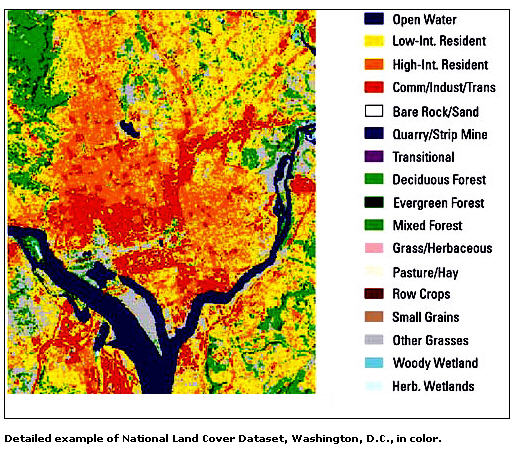 Open Water
Low-Int. Resident
High-Int. Resident
Comm/Indust/Trans
Bare Rock/Sand
Quarry/Strip Mine
Transitional
Deciduous Forest
Evergreen Forest
Mixed Forest
Grass/Herbaceous
Pasture/Hay
Row Crops
Small Grains
Other Grasses
Woody Wetland
Herb. Wetlands
Detailed example of National Land Cover Dataset, Washington, D.C., in color.